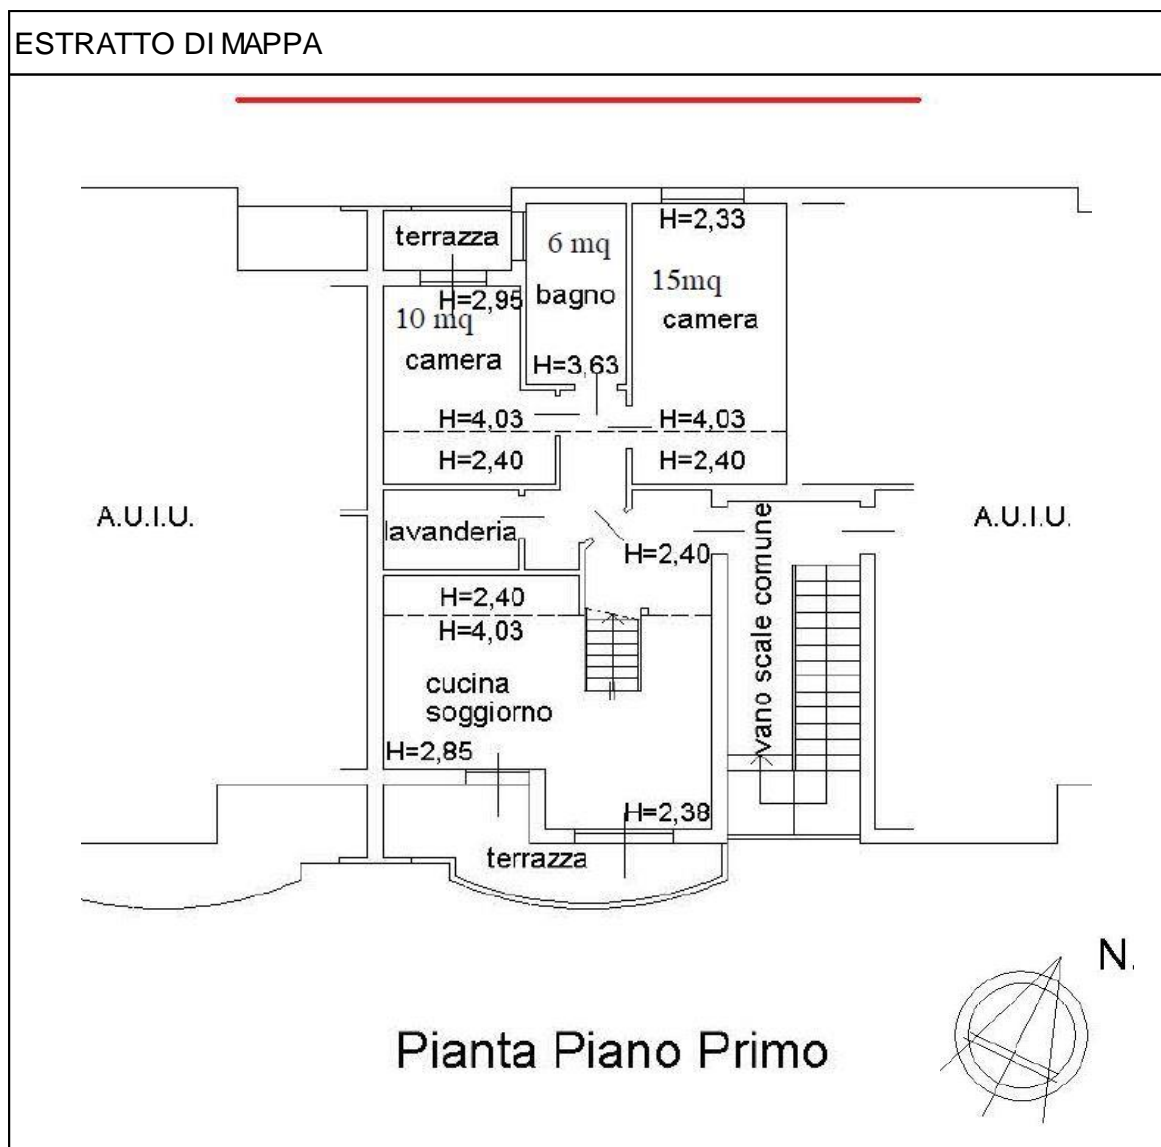 ESTRATTO DI MAPPA
H=2,33
terrazza
6 mq
15mq
H=2,95
bagno
10 mq
camera
camera
H=3,63
H=4,03
H=4,03
H=2,40
H=2,40
A.U.I.U.
lavanderia
A.U.I.U.
H=2,40
vano scale comune
H=2,40
H=4,03
cucina
soggiorno
H=2,85
H=2,38
terrazza
N.
Pianta Piano Primo